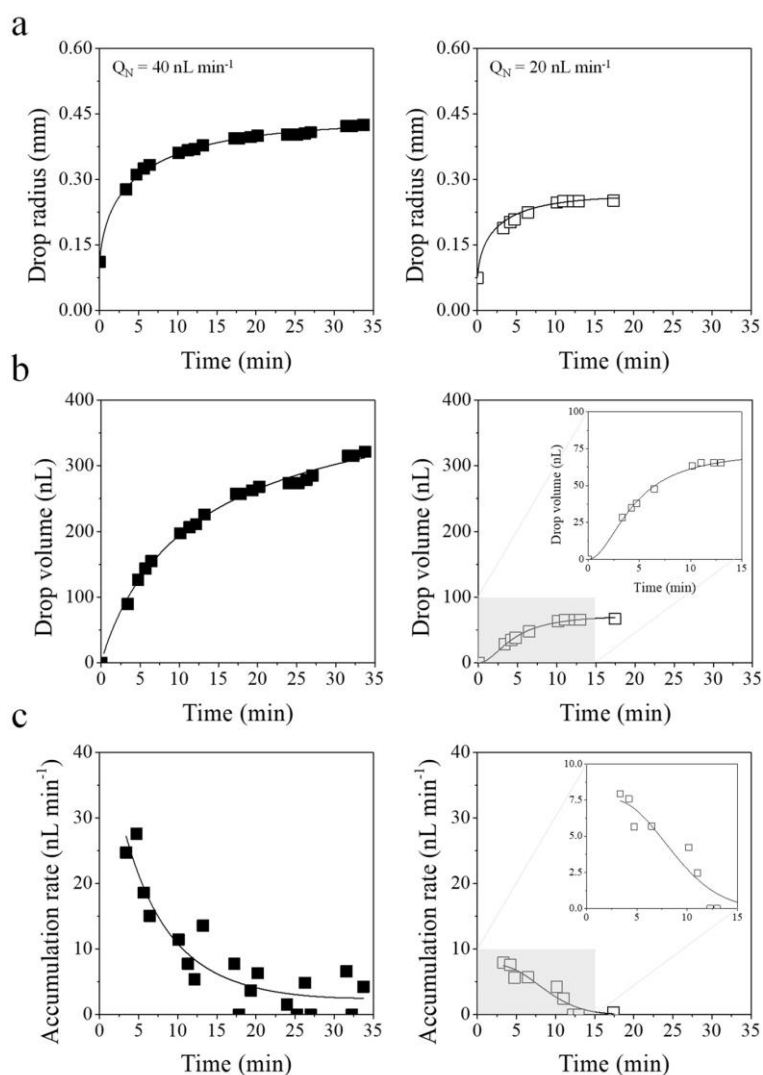 a
Q_N = 40 nL min⁻¹
Q_N = 20 nL min⁻¹
Drop radius (mm)
0.60
0.45
0.30
0.15
0.00
0 5 10 15 20 25 30 35
Time (min)
Drop radius (mm)
0.60
0.45
0.30
0.15
0.00
0 5 10 15 20 25 30 35
Time (min)
b
Drop volume (nL)
400
300
200
100
0
0 5 10 15 20 25 30 35
Time (min)
Drop volume (nL)
400
300
200
100
0
0 5 10 15 20 25 30 35
Time (min)
Drop volume (nL)
100
75
50
25
0
0 5 10 15
Time (min)
c
Accumulation rate (nL min⁻¹)
40
30
20
10
0
0 5 10 15 20 25 30 35
Time (min)
Accumulation rate (nL min⁻¹)
40
30
20
10
0
0 5 10 15 20 25 30 35
Time (min)
10.0
7.5
5.0
2.5
0.0
0 5 10 15